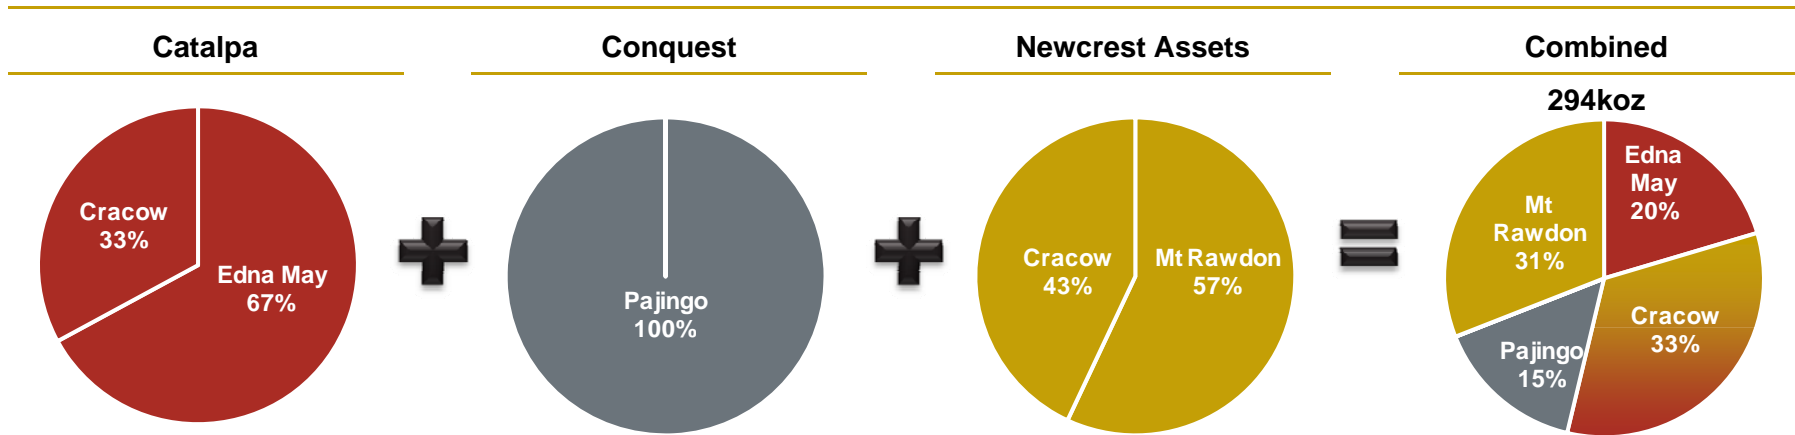 Catalpa
Conquest
Newcrest Assets
Combined
294koz
Cracow
33%
Edna May
67%
Pajingo
100%
Cracow
43%
Mt Rawdon
57%
Edna
May
20%
Mt
Rawdon
31%
Cracow
33%
Pajingo
15%